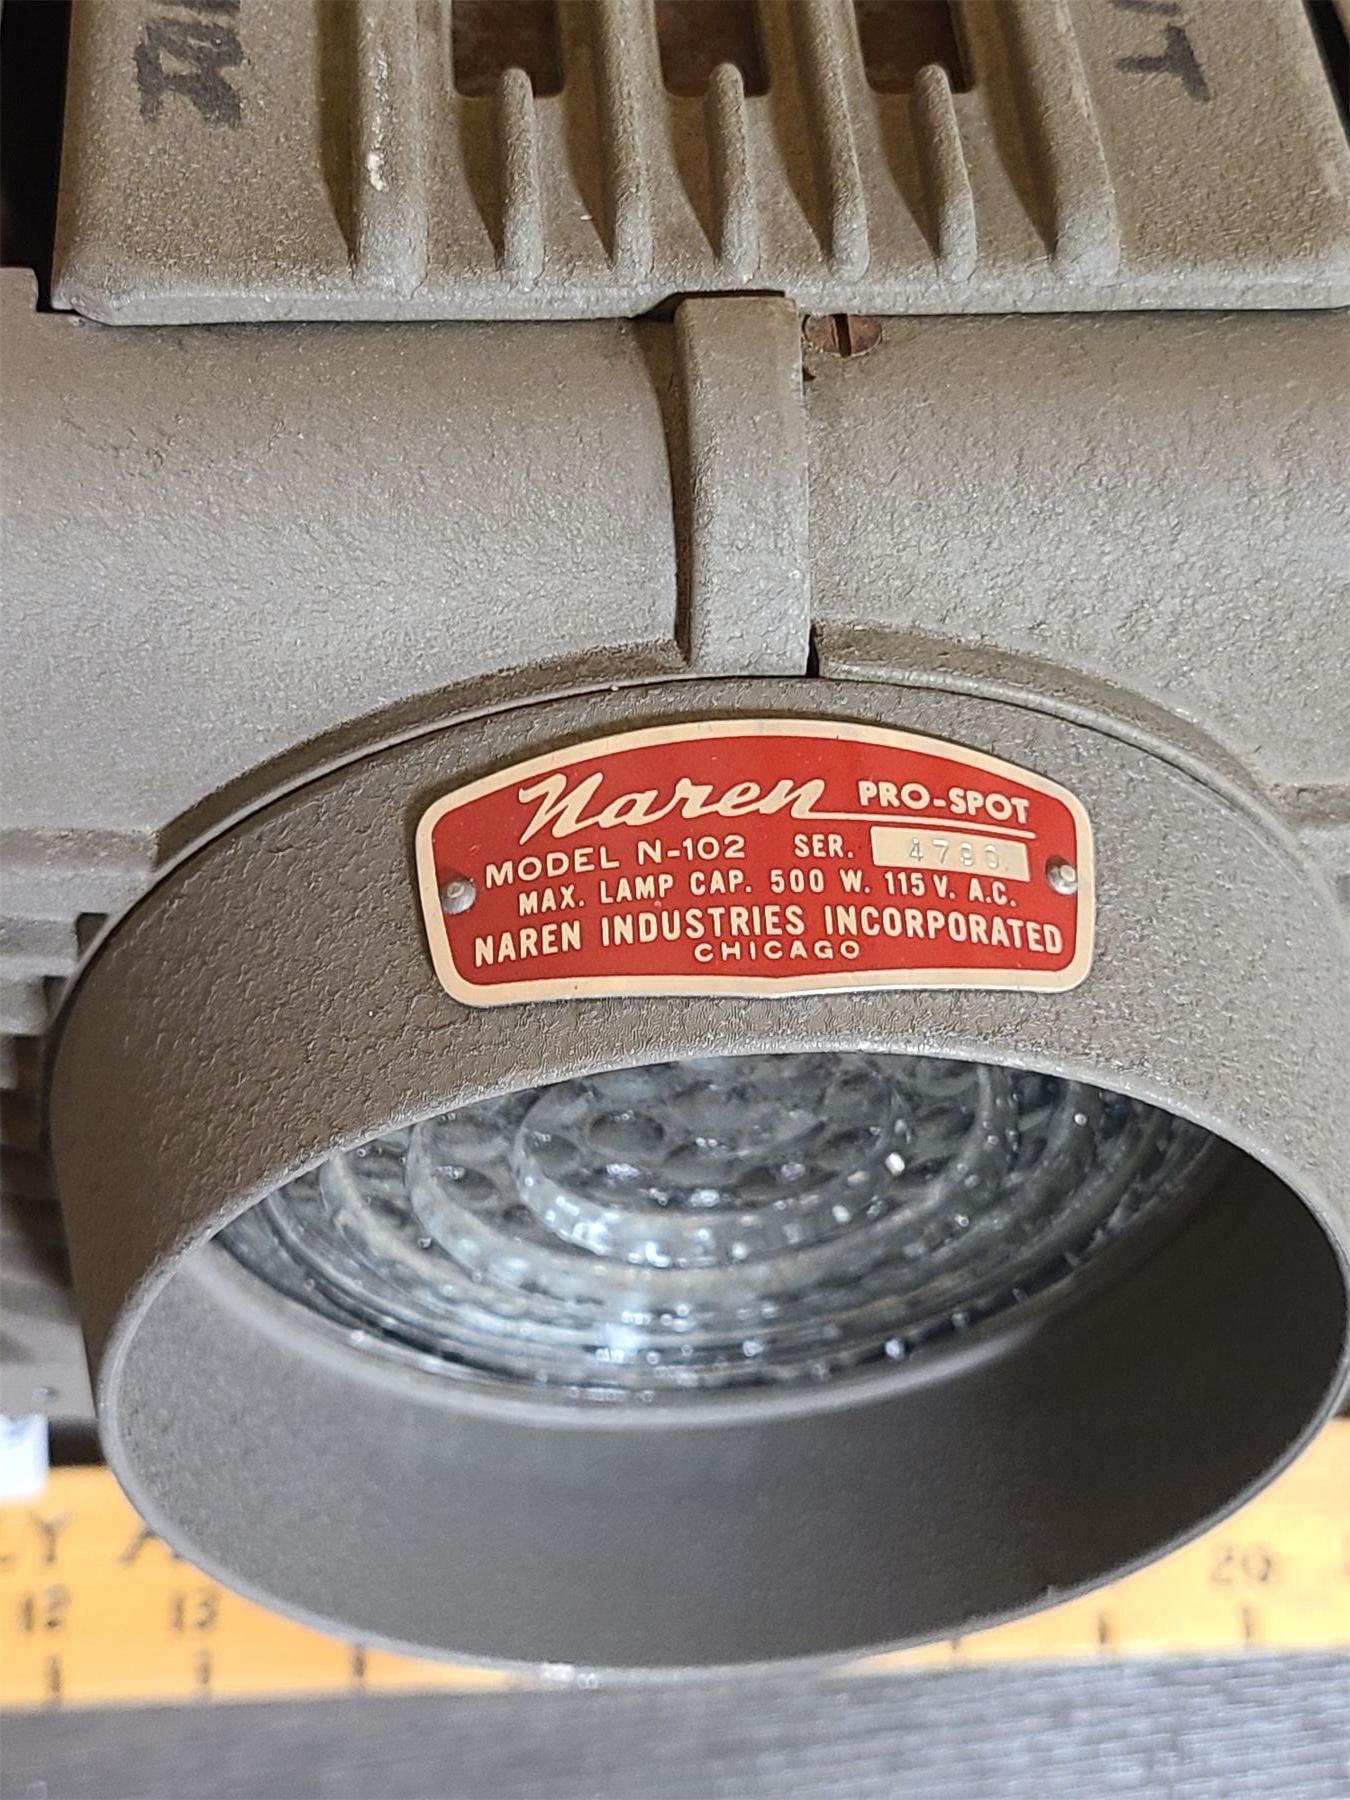 Naren PRO-SPOT
MODEL N-102 SER. 4790
MAX. LAMP CAP. 500 W. 115 V. A.C.
NAREN INDUSTRIES INCORPORATED
CHICAGO
20
12 13